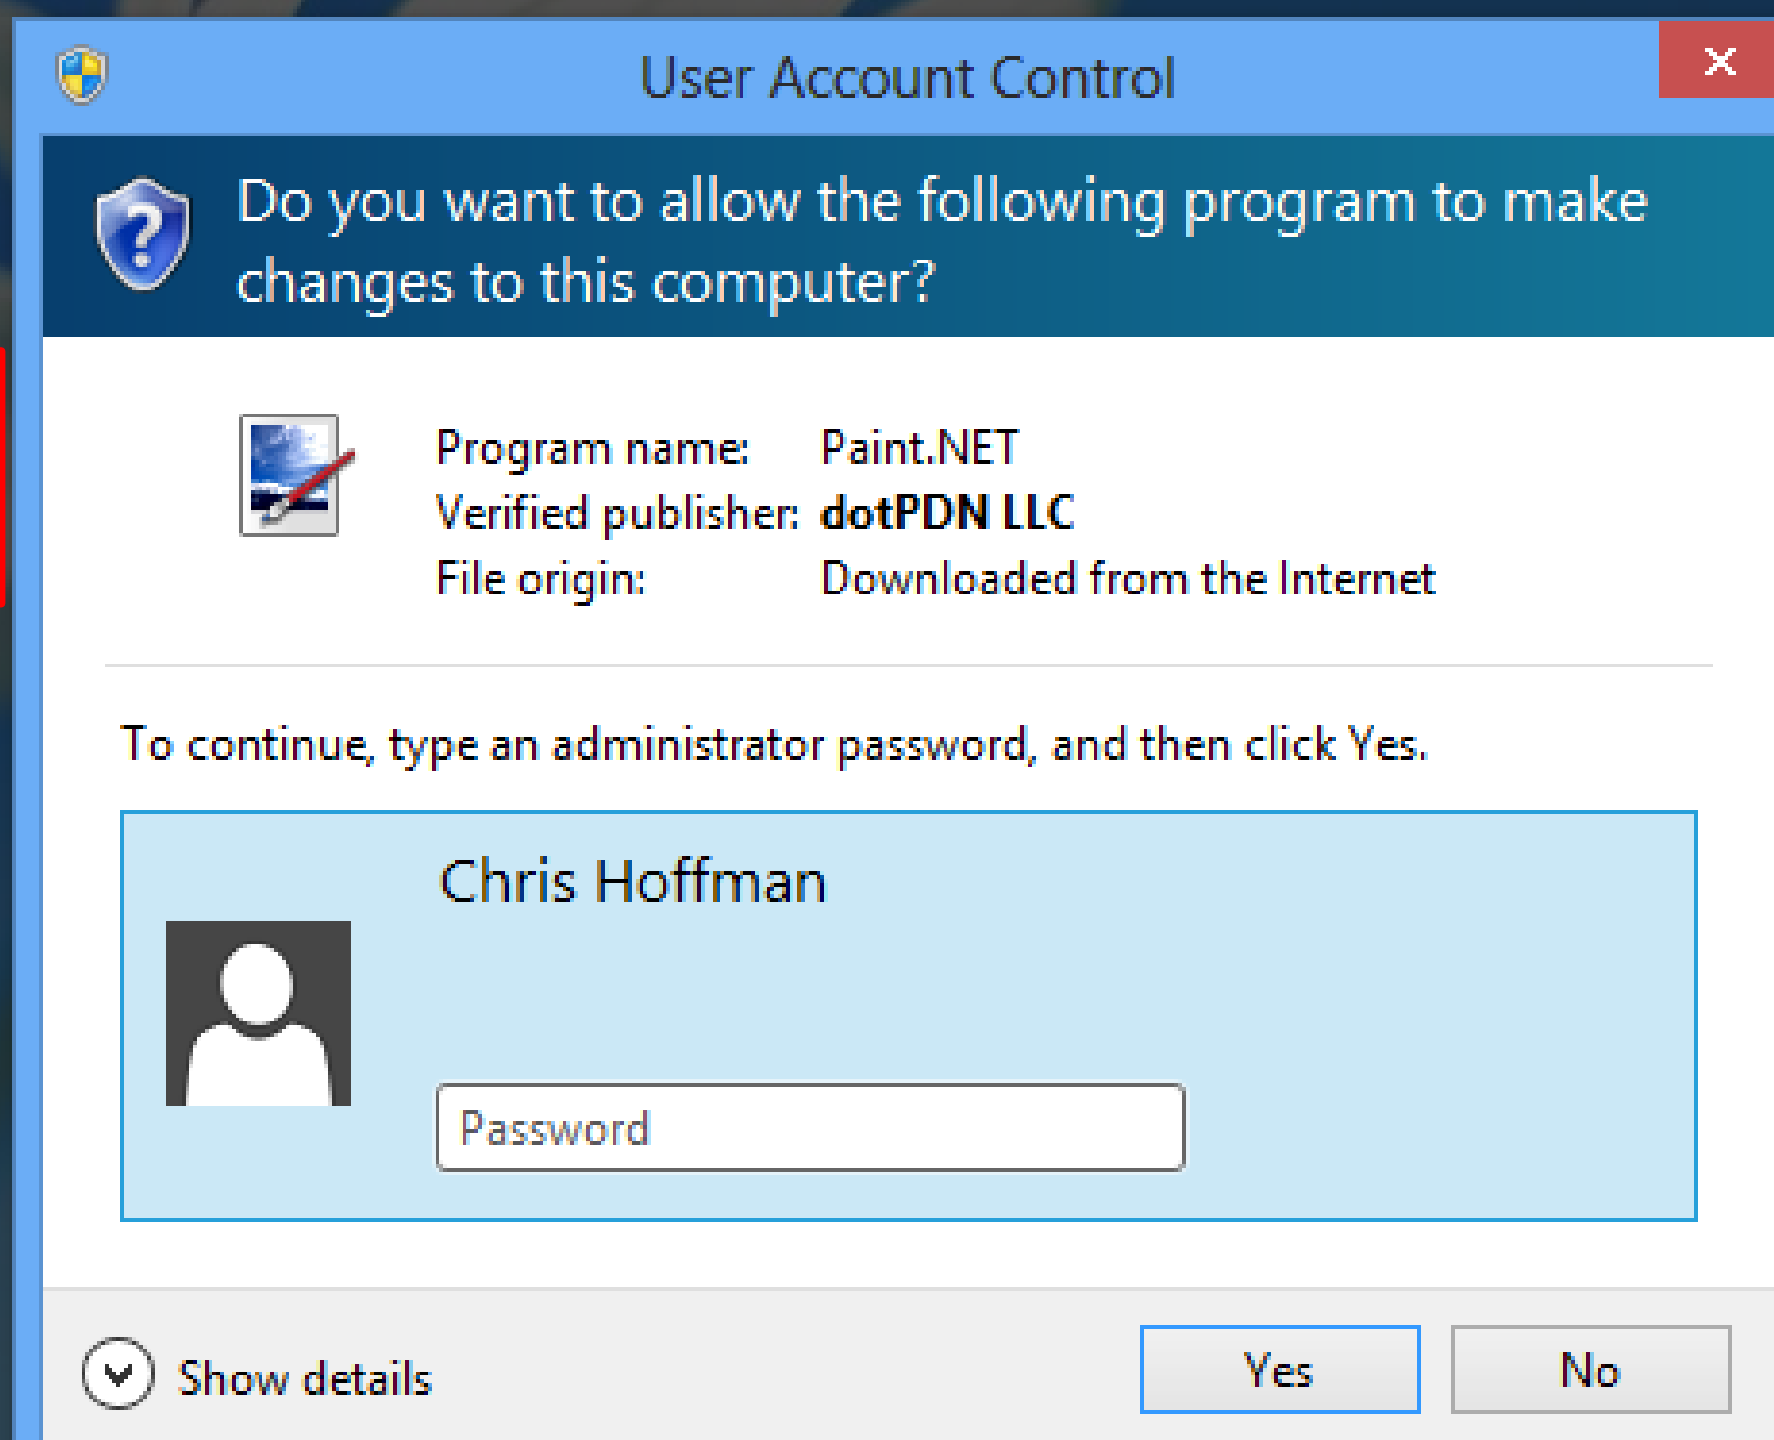 User Account Control
Do you want to allow the following program to make
changes to this computer?
Program name: Paint.NET
Verified publisher: dotPDN LLC
File origin: Downloaded from the Internet
To continue, type an administrator password, and then click Yes.
Chris Hoffman
Password
Show details
Yes
No